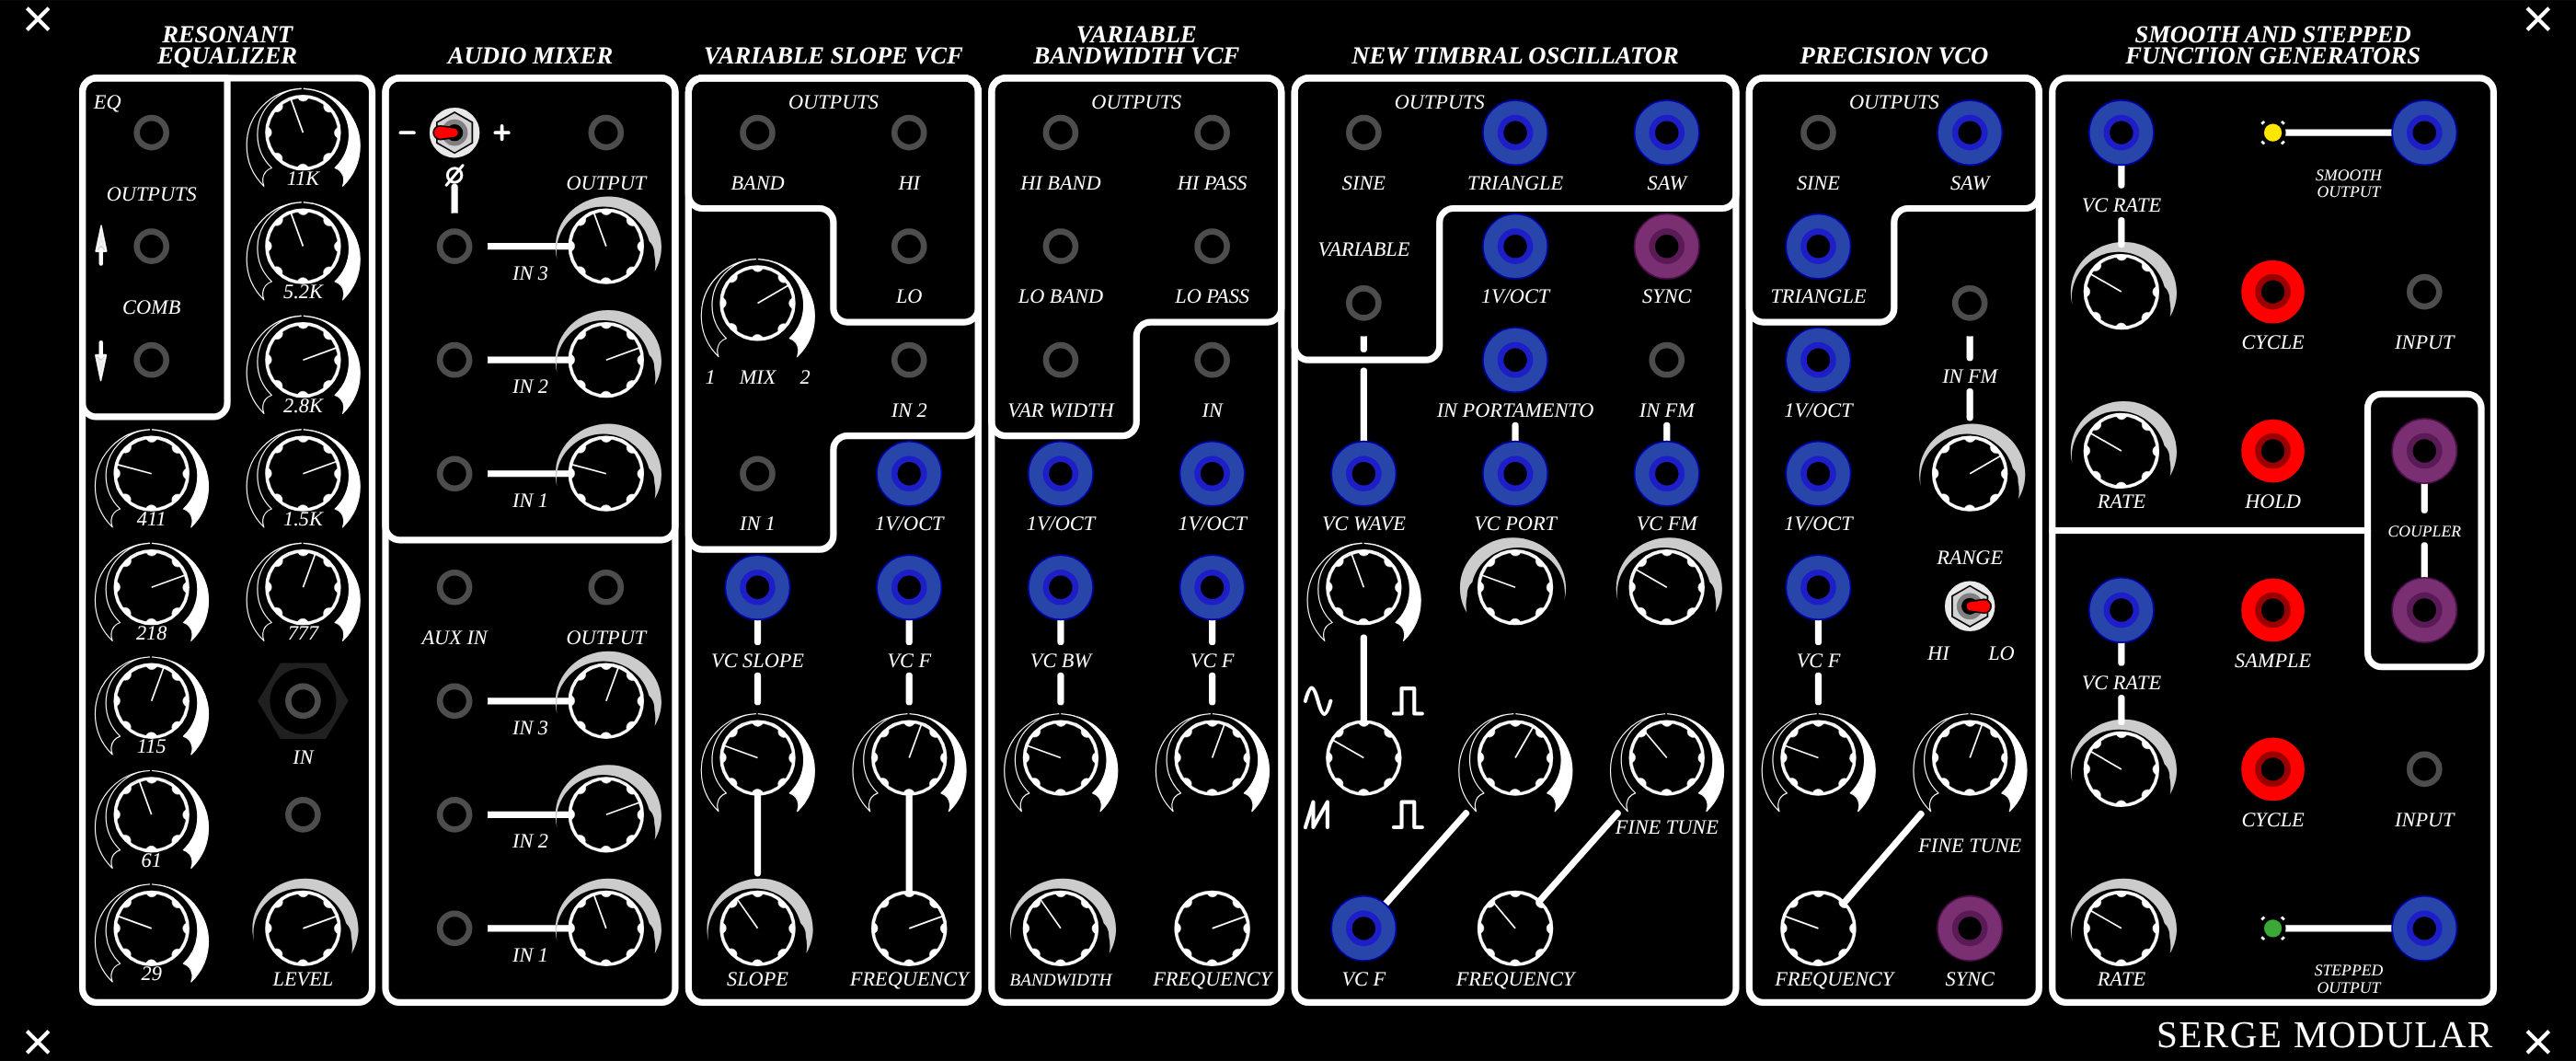 RESONANT
EQUALIZER
EQ
OUTPUTS
COMB
11K
5.2K
2.8K
411
1.5K
218
777
115
IN
61
29
LEVEL
AUDIO MIXER
− +
Ø
OUTPUT
IN 3
IN 2
IN 1
AUX IN
OUTPUT
IN 3
IN 2
IN 1
VARIABLE SLOPE VCF
OUTPUTS
BAND
HI
LO
1 MIX 2
IN 2
IN 1
1V/OCT
VC SLOPE
VC F
SLOPE
FREQUENCY
VARIABLE
BANDWIDTH VCF
OUTPUTS
HI BAND
HI PASS
LO BAND
LO PASS
VAR WIDTH
IN
1V/OCT
1V/OCT
VC BW
VC F
BANDWIDTH
FREQUENCY
NEW TIMBRAL OSCILLATOR
OUTPUTS
SINE
TRIANGLE
SAW
VARIABLE
1V/OCT
SYNC
IN PORTAMENTO
IN FM
VC WAVE
VC PORT
VC FM
FINE TUNE
VC F
FREQUENCY
PRECISION VCO
OUTPUTS
SINE
SAW
TRIANGLE
1V/OCT
IN FM
1V/OCT
RANGE
HI LO
VC F
FINE TUNE
FREQUENCY
SYNC
SMOOTH AND STEPPED
FUNCTION GENERATORS
SMOOTH
OUTPUT
VC RATE
CYCLE
INPUT
RATE
HOLD
COUPLER
VC RATE
SAMPLE
CYCLE
INPUT
RATE
STEPPED
OUTPUT
SERGE MODULAR